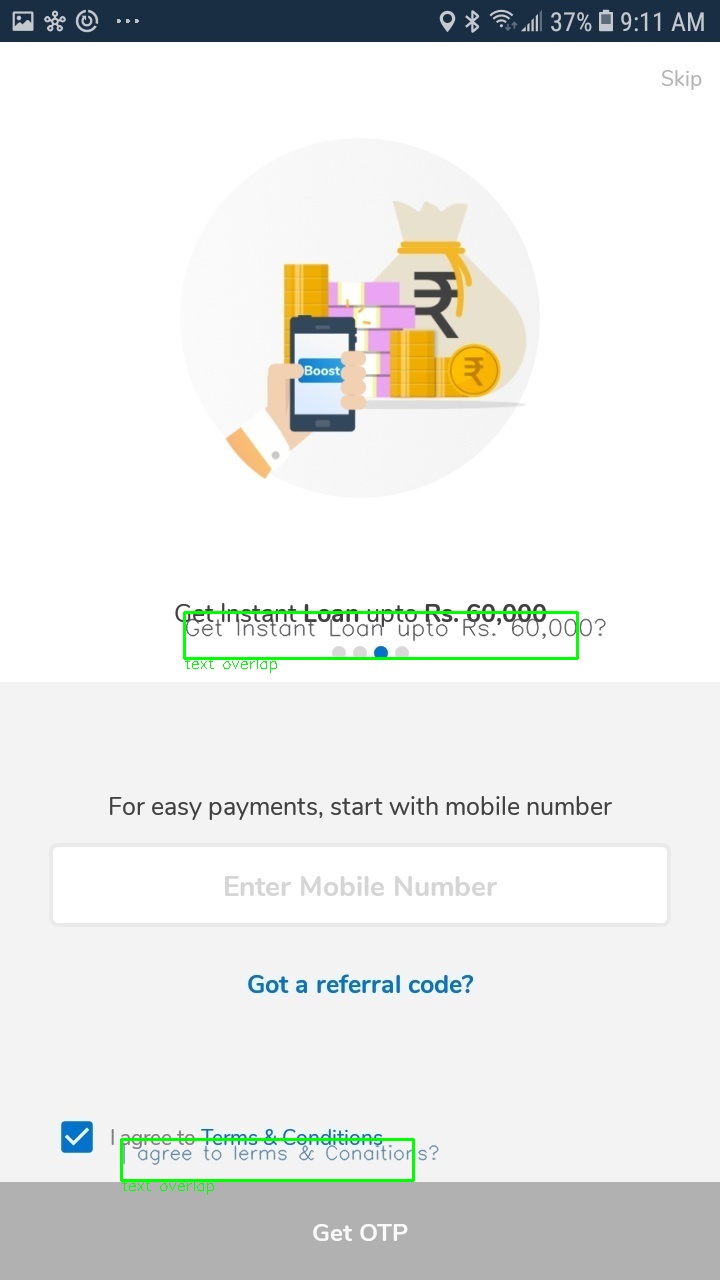 37% 9:11 AM
Skip
₹
Boost
₹
Get Instant Loan upto Rs. 60,000
Get Instant Loan upto Rs. 60,000?
text overlap
For easy payments, start with mobile number
Enter Mobile Number
Got a referral code?
I agree to Terms & Conditions
I agree to Terms & Conditions?
text overlap
Get OTP